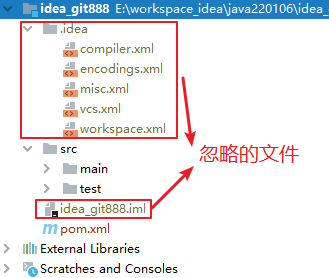 idea_git888 E:\workspace_idea\java220106\idea_
.idea
compiler.xml
encodings.xml
misc.xml
vcs.xml
workspace.xml
src
main
test
idea_git888.iml
pom.xml
External Libraries
Scratches and Consoles
忽略的文件